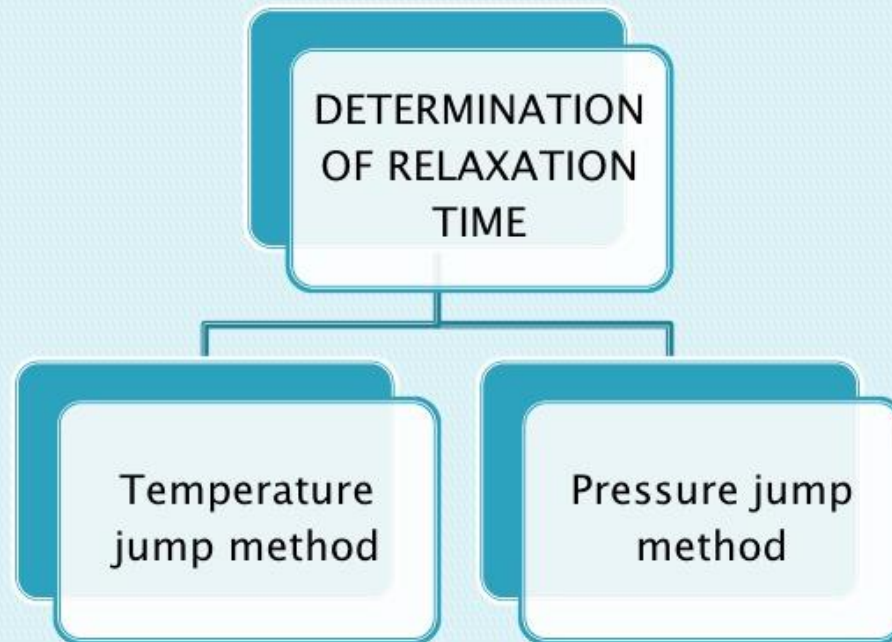 DETERMINATION
OF RELAXATION
TIME
Temperature
jump method
Pressure jump
method